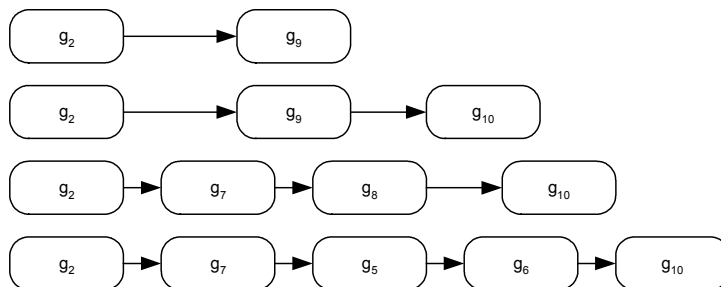 g₂ g₉
g₂ g₉ g₁₀
g₂ g₇ g₈ g₁₀
g₂ g₇ g₅ g₆ g₁₀